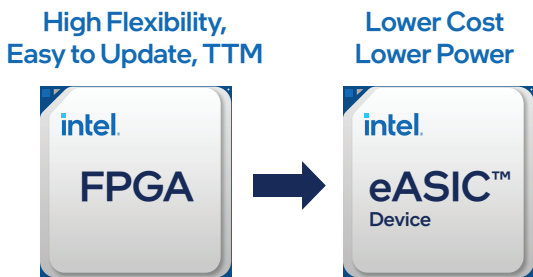 High Flexibility,
Easy to Update, TTM
Lower Cost
Lower Power
intel.
FPGA
intel.
eASIC™
Device